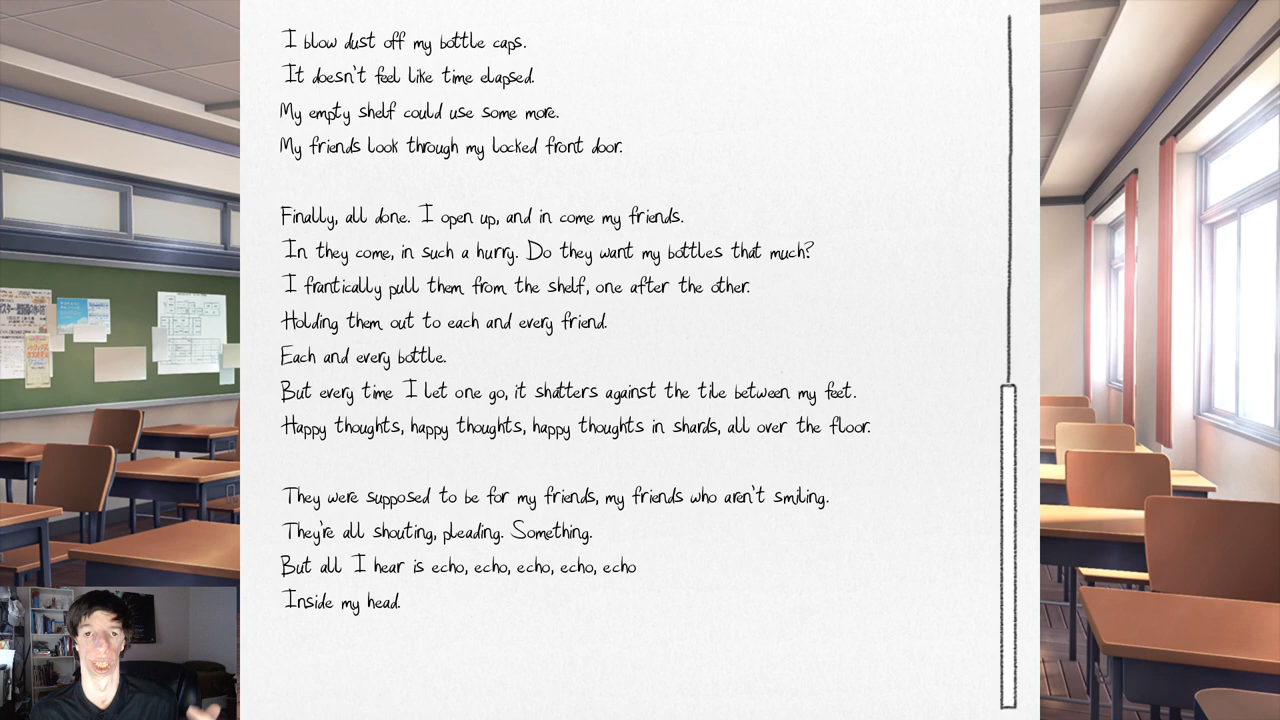 I blow dust off my bottle caps.
It doesn't feel like time elapsed.
My empty shelf could use some more.
My friends look through my locked front door.
Finally, all done. I open up, and in come my friends.
In they come, in such a hurry. Do they want my bottles that much?
I frantically pull them from the shelf, one after the other.
Holding them out to each and every friend.
Each and every bottle.
But every time I let one go, it shatters against the tile between my feet.
Happy thoughts, happy thoughts, happy thoughts in shards, all over the floor.
They were supposed to be for my friends, my friends who aren't smiling.
They're all shouting, pleading. Something.
But all I hear is echo, echo, echo, echo, echo
Inside my head.